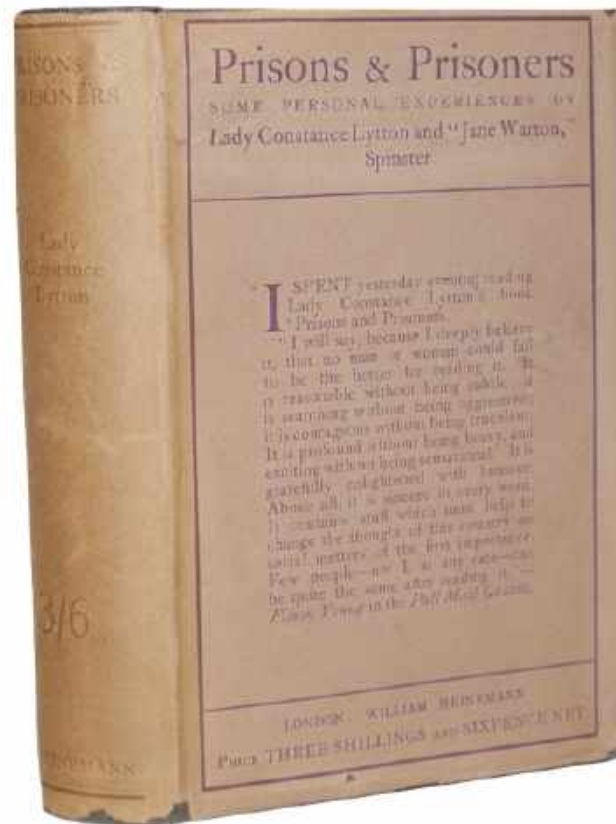 PRISONS
PRISONERS
Lady
Constance
Lytton
3/6
HEINEMANN
Prisons & Prisoners
SOME PERSONAL EXPERIENCES BY
Lady Constance Lytton and "Jane Warton,"
Spinster
"I SPENT yesterday evening reading
Lady Constance Lytton's book
'Prisons and Prisoners.'
"I will say, because I deeply believe
it, that no man or woman could fail
to be the better for reading it. It
is reasonable without being subtle, it
is searching without being aggressive;
it is courageous without being truculent.
It is profound without being heavy, and
exciting without being sensational. It is
gratefully enlightened with humour.
Above all, it is sincere in every word.
It contains stuff which must help to
change the thought of this country on
social matters of the first importance.
Few people—not I, at any rate—can
be quite the same after reading it."—
Filson Young in the Pall Mall Gazette.
LONDON: WILLIAM HEINEMANN
PRICE THREE SHILLINGS AND SIXPENCE NET